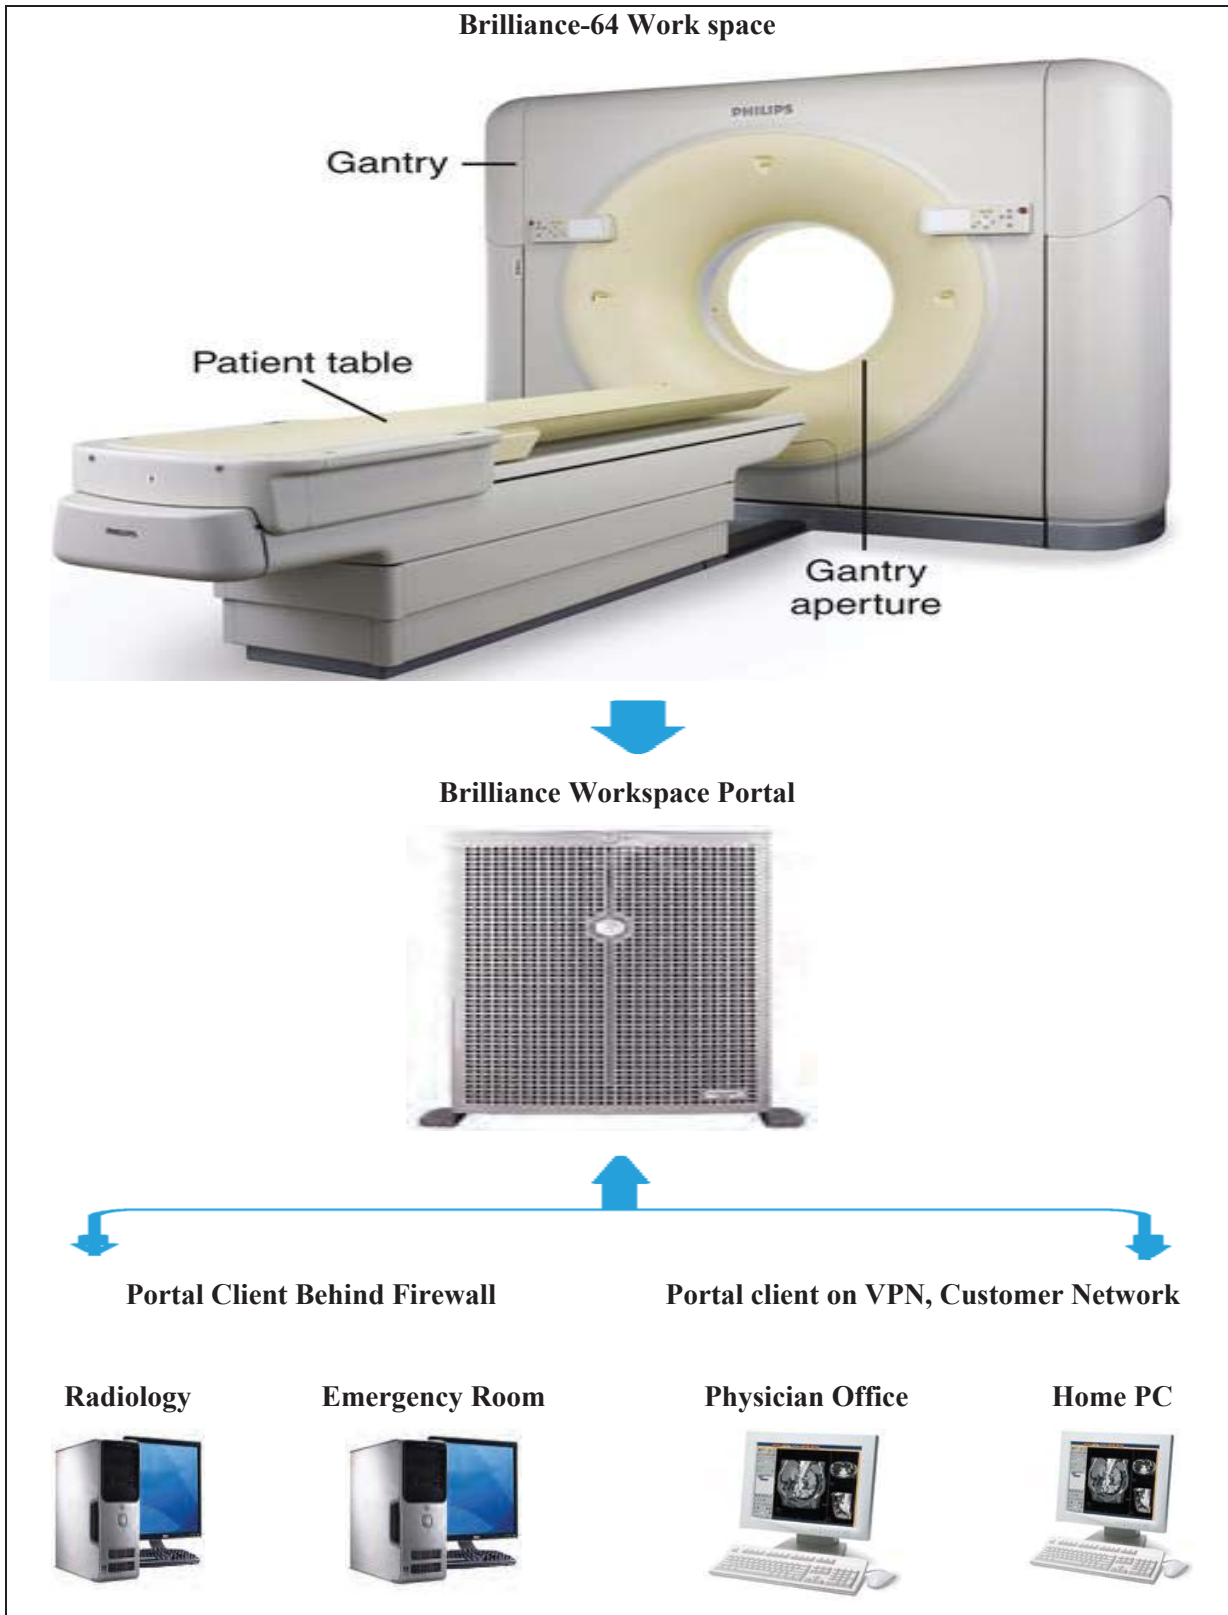 Brilliance-64 Work space
PHILIPS
Gantry
Patient table
PHILIPS
Gantry
aperture
Brilliance Workspace Portal
Portal Client Behind Firewall
Portal client on VPN, Customer Network
Radiology
Emergency Room
Physician Office
Home PC